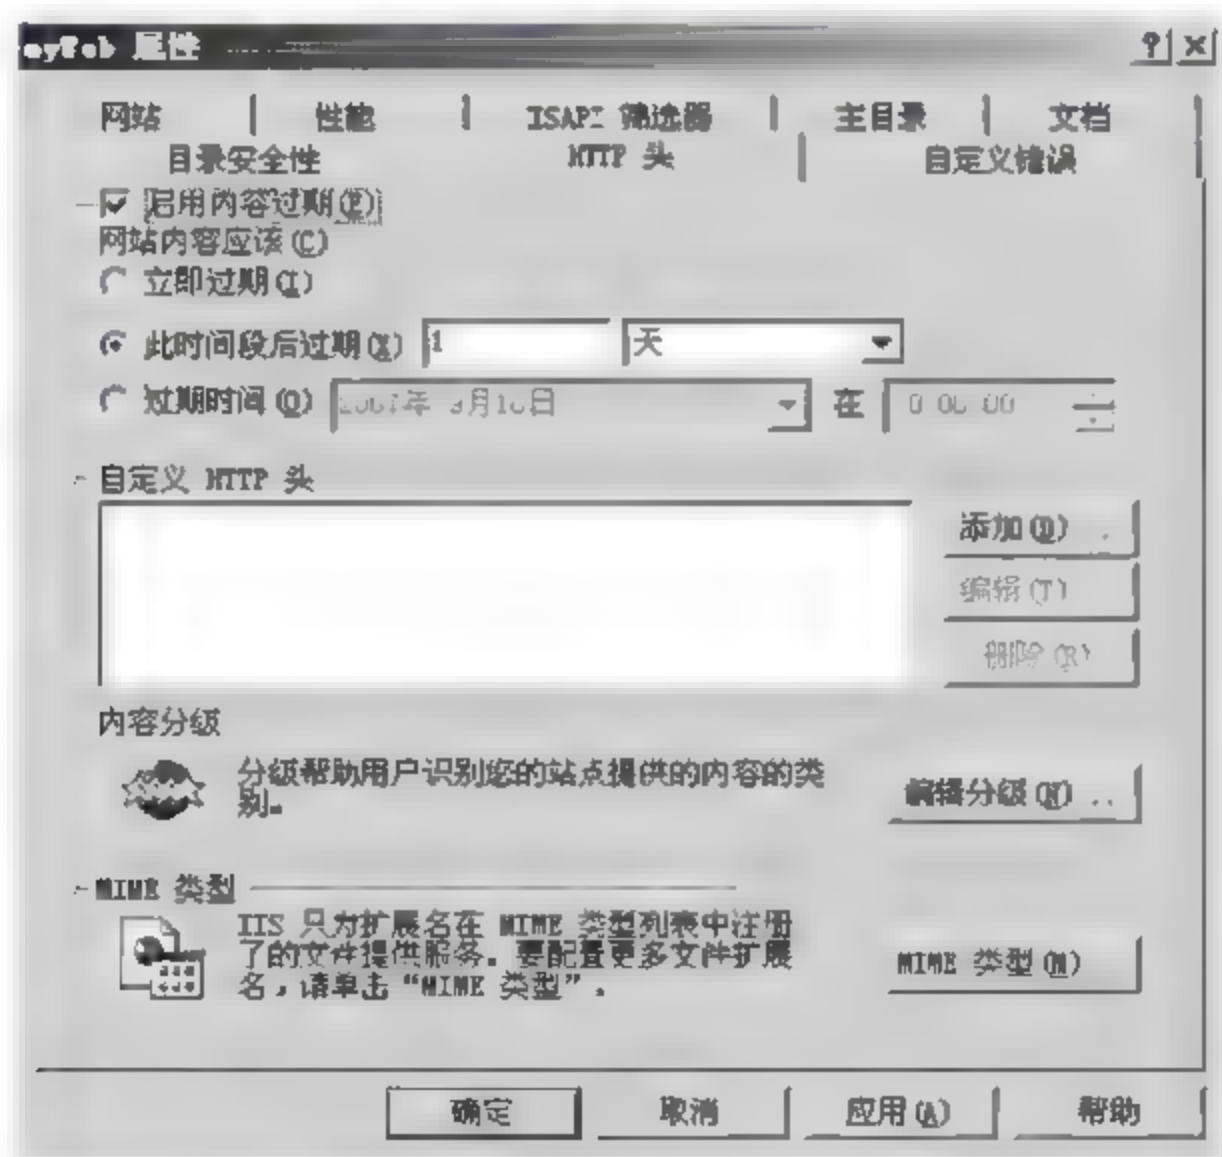 属性
网站 性能 ISAPI 筛选器 主目录 文档
目录安全性 HTTP 头 自定义错误
启用内容过期(E)
网站内容应该(C)
立即过期(I)
此时间段后过期(X) 1 天
过期时间(O) 在
自定义 HTTP 头
添加(D)
编辑(T)
删除(R)
内容分级
分级帮助用户识别您的站点提供的内容的类
别。
编辑分级(N)...
MIME 类型
IIS 只为扩展名在 MIME 类型列表中注册
了的文件提供服务。要配置更多文件扩展
名,请单击“MIME 类型”.
MIME 类型(M)
确定 取消 应用(A) 帮助